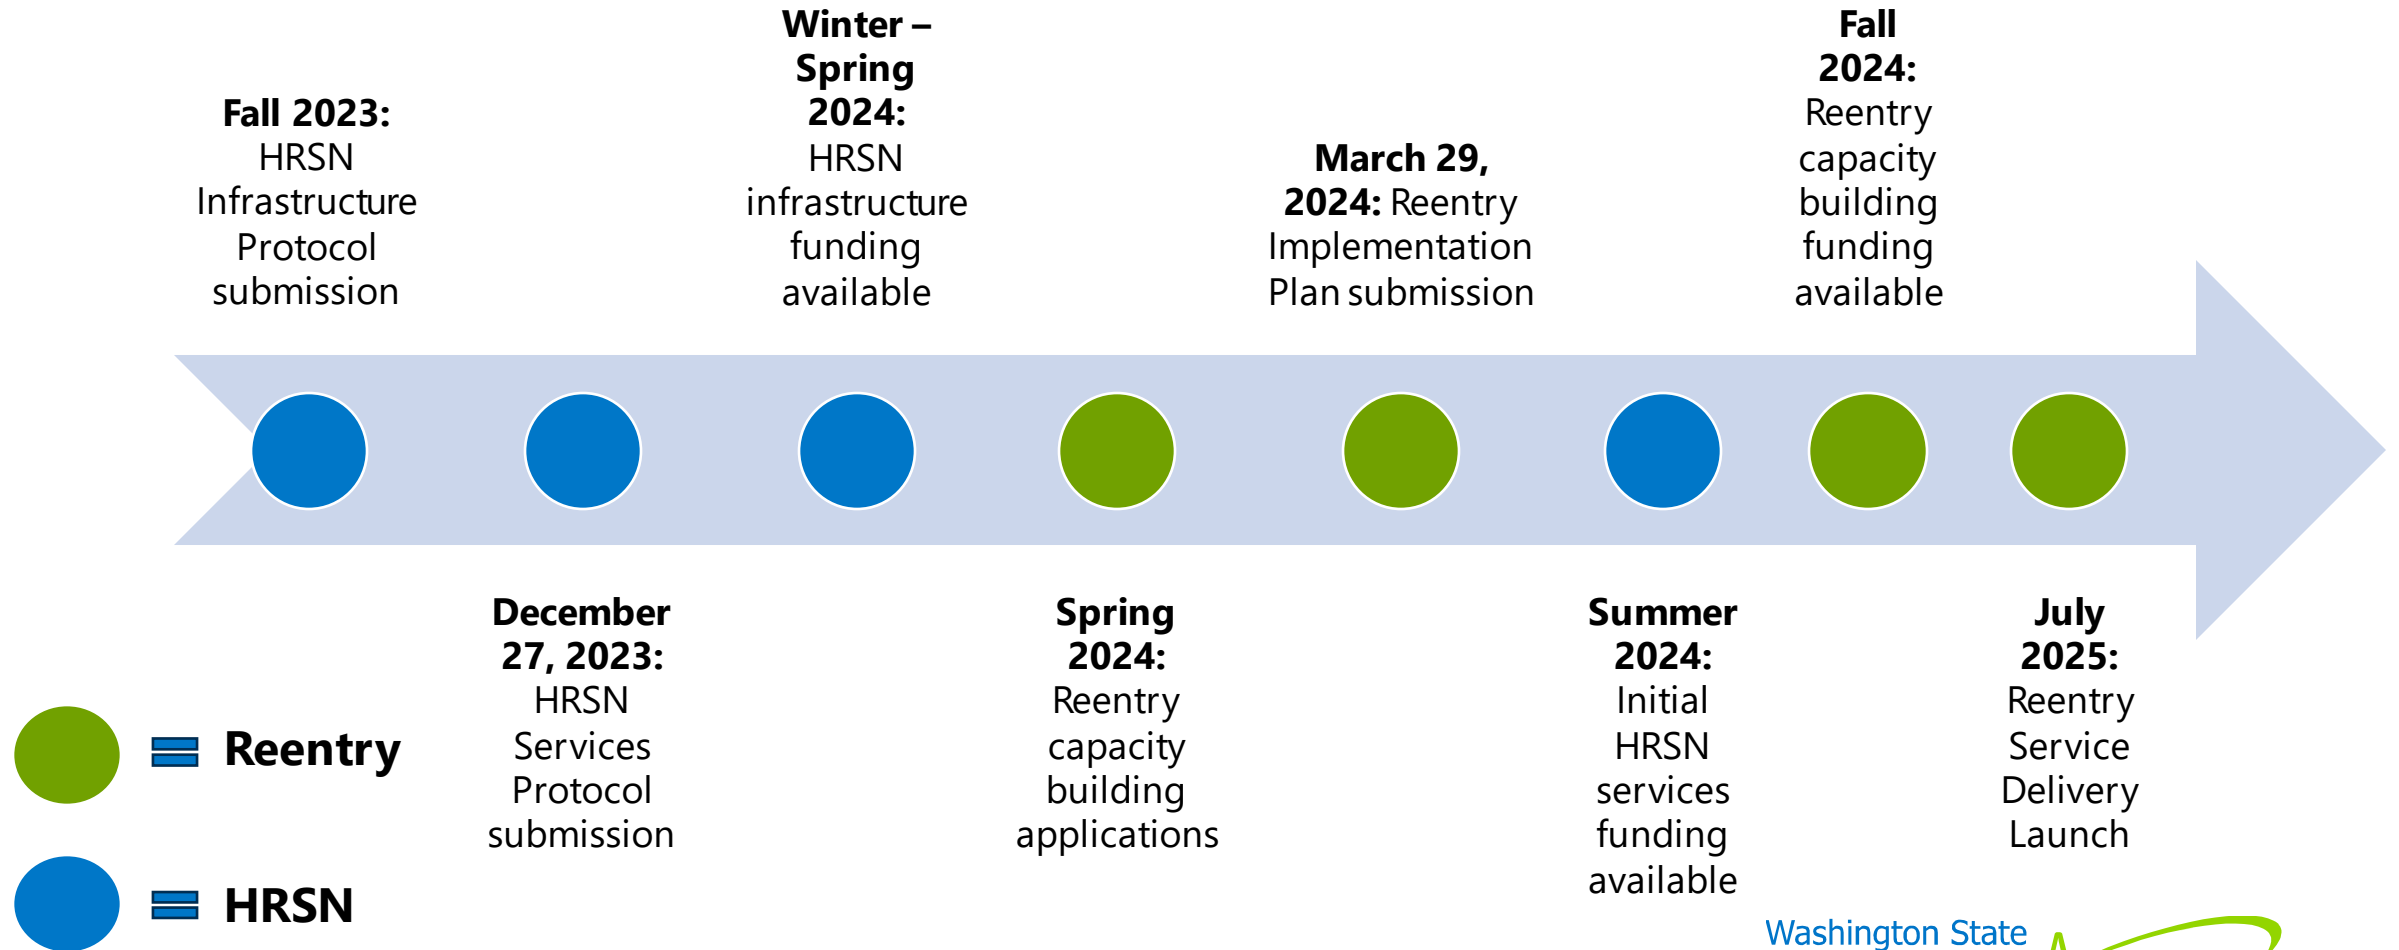 Fall 2023:
HRSN
Infrastructure
Protocol
submission
Winter –
Spring
2024:
HRSN
infrastructure
funding
available
March 29,
2024: Reentry
Implementation
Plan submission
Fall
2024:
Reentry
capacity
building
funding
available
December
27, 2023:
HRSN
Services
Protocol
submission
Spring
2024:
Reentry
capacity
building
applications
Summer
2024:
Initial
HRSN
services
funding
available
July
2025:
Reentry
Service
Delivery
Launch
= Reentry
= HRSN
Washington State